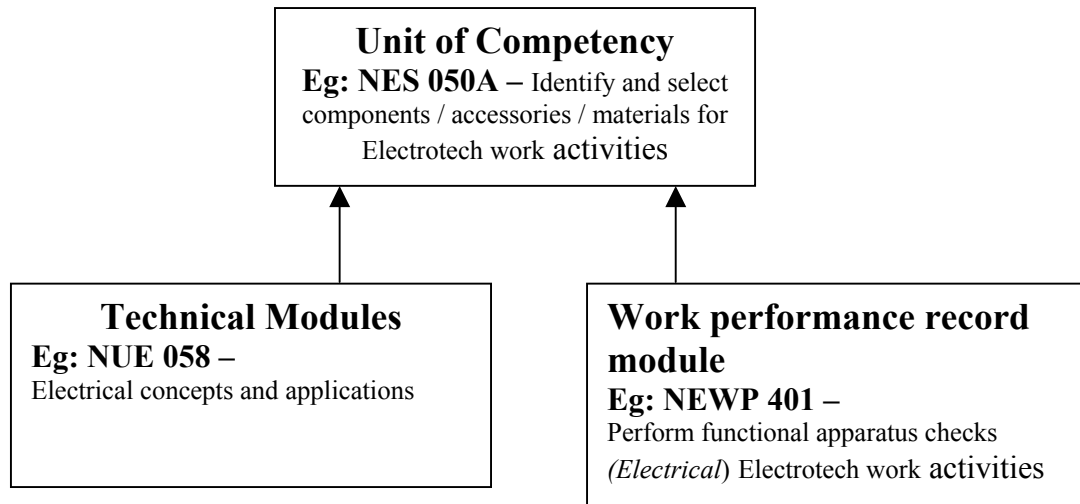 Unit of Competency
Eg: NES 050A – Identify and select
components / accessories / materials for
Electrotech work activities
Technical Modules
Eg: NUE 058 –
Electrical concepts and applications
Work performance record
module
Eg: NEWP 401 –
Perform functional apparatus checks
(Electrical) Electrotech work activities